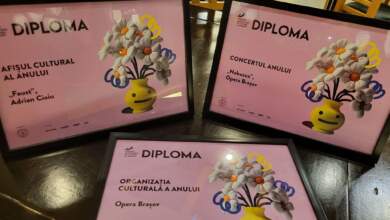 DIPLOMA
AFIȘUL CULTURAL
AL ANULUI
„Faust”,
Adrian Cioia
DIPLOMA
CONCERTUL ANULUI
„Nabucco”,
Opera Brașov
DIPLOMA
ORGANIZAȚIA
CULTURALĂ A ANULUI
Opera Brașov